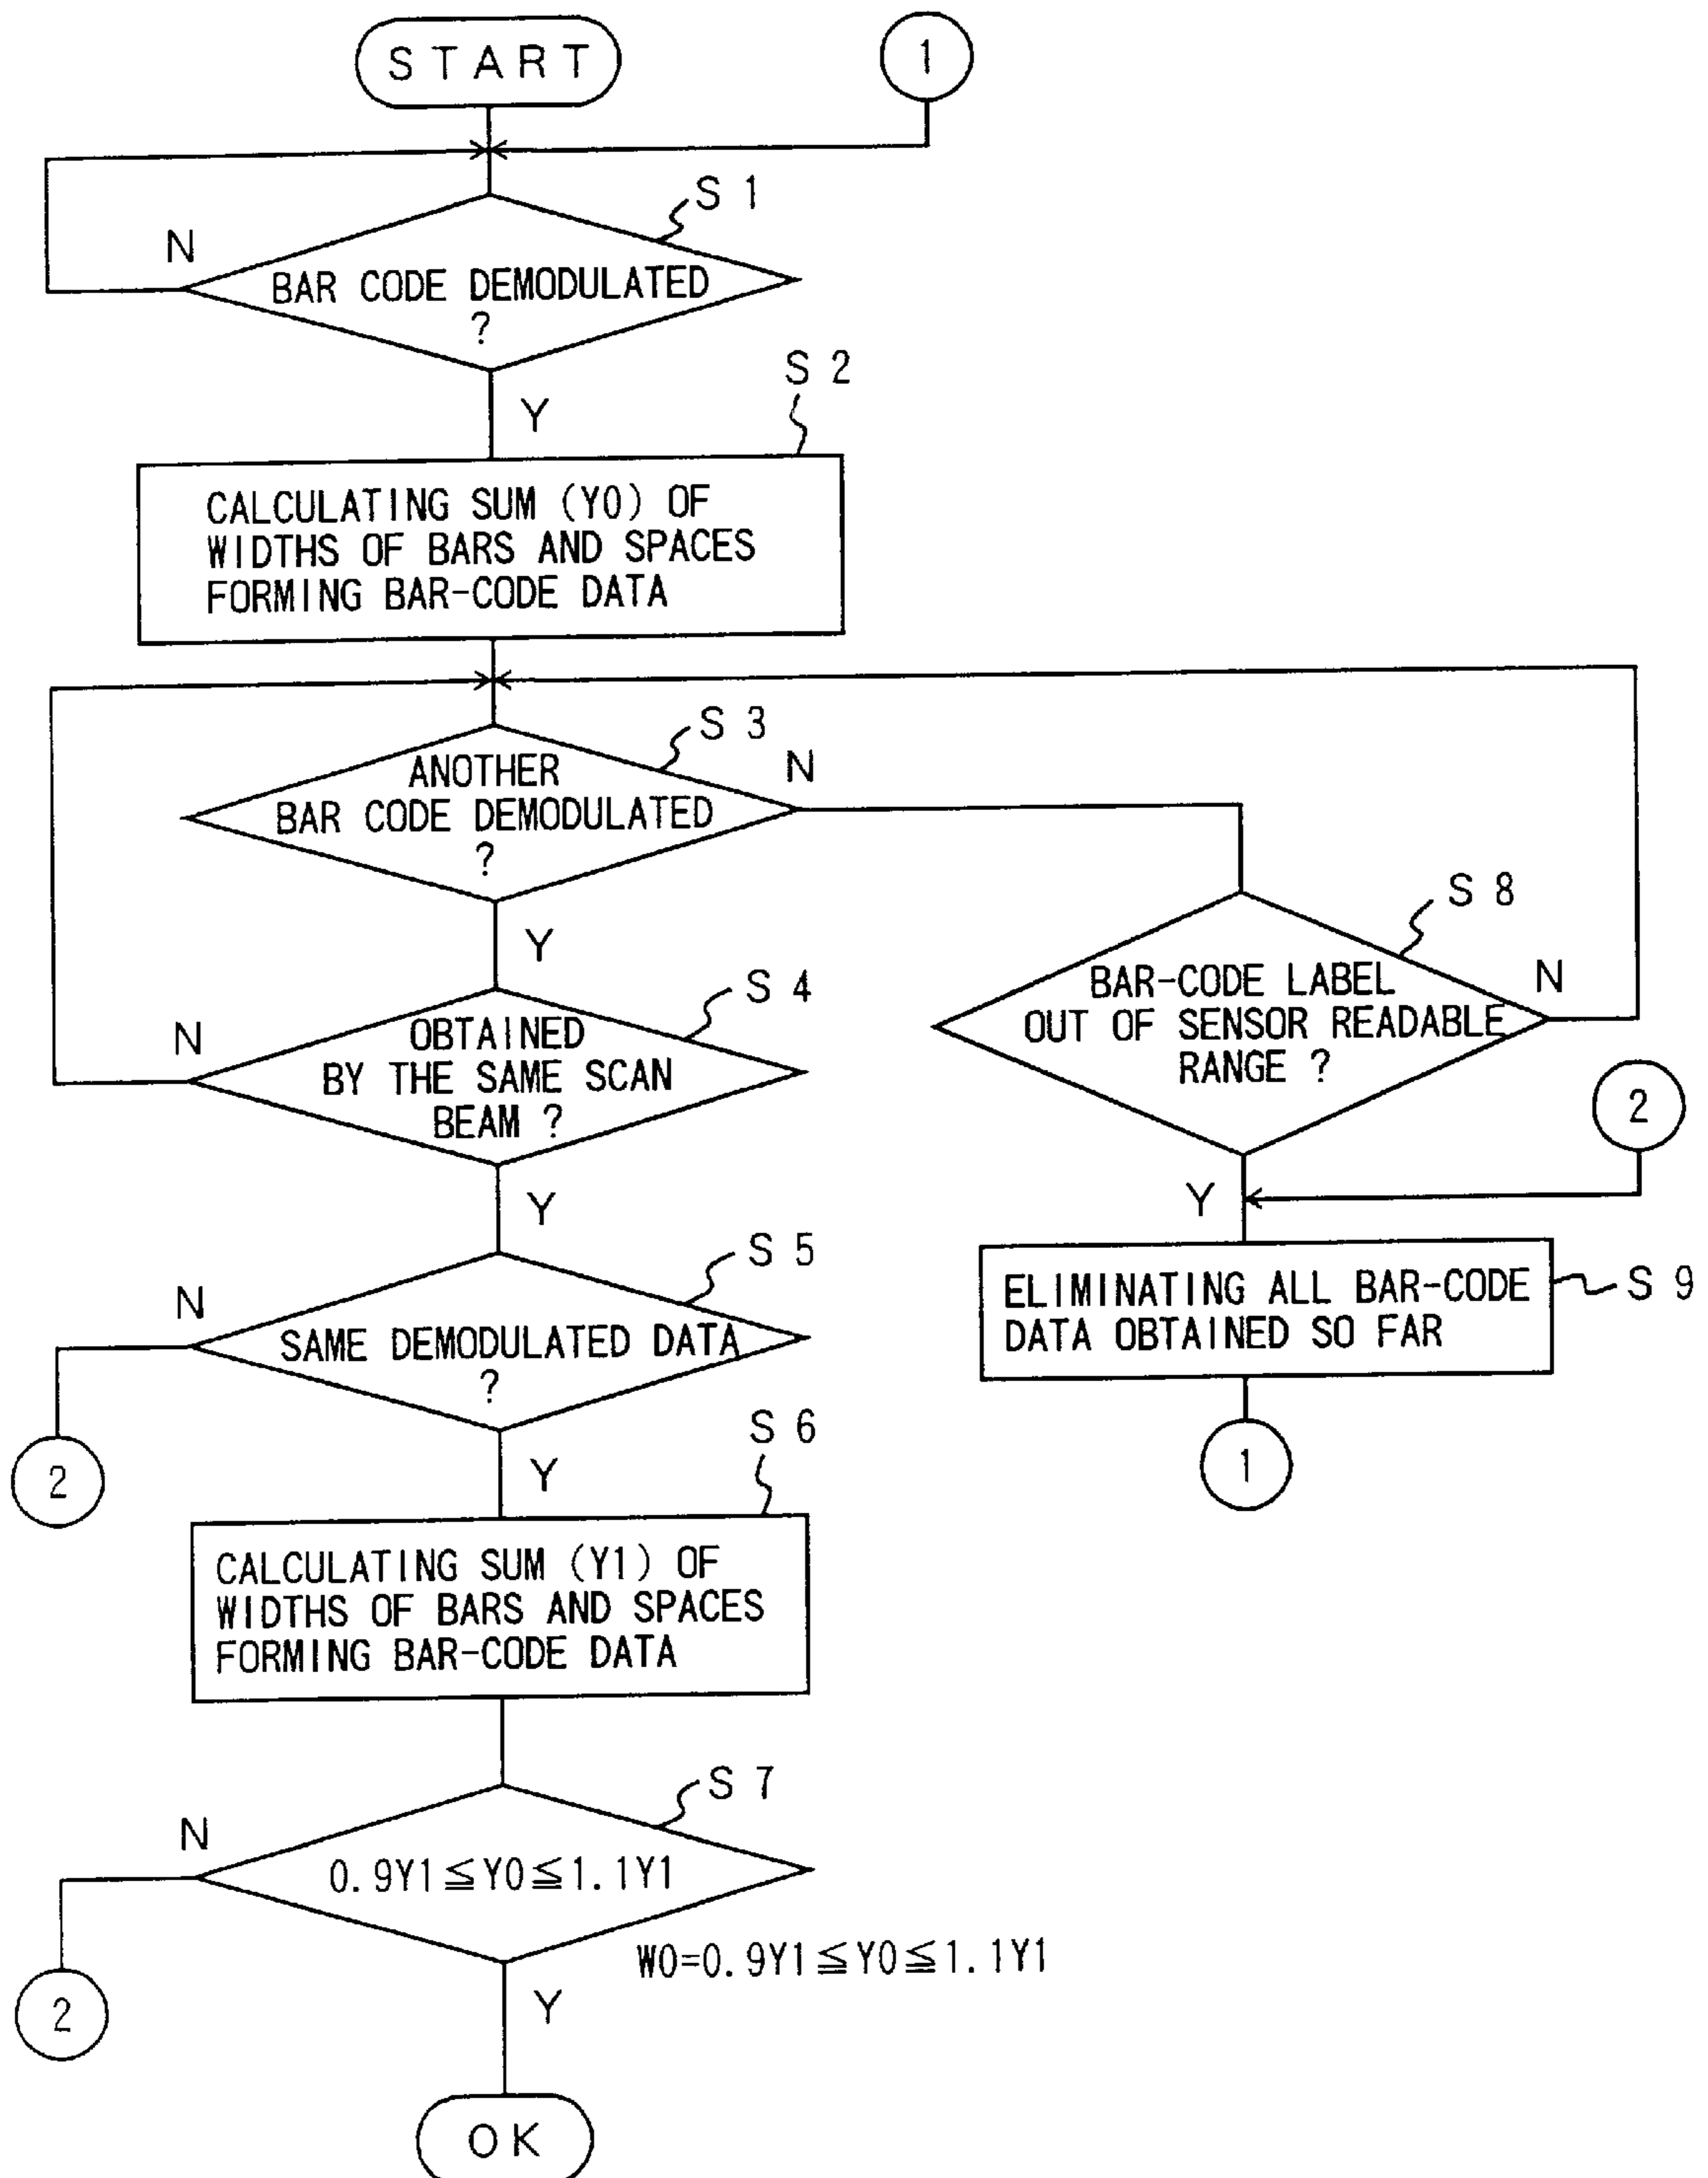 START
1
S 1
N
BAR CODE DEMODULATED
?
Y
S 2
CALCULATING SUM (Y0) OF
WIDTHS OF BARS AND SPACES
FORMING BAR-CODE DATA
S 3
N
ANOTHER
BAR CODE DEMODULATED
?
Y
S 8
BAR-CODE LABEL
OUT OF SENSOR READABLE
RANGE ?
N
S 4
N
OBTAINED
BY THE SAME SCAN
BEAM ?
Y
2
Y
S 5
N
SAME DEMODULATED DATA
?
ELIMINATING ALL BAR-CODE
DATA OBTAINED SO FAR
S 9
2
Y
1
S 6
CALCULATING SUM (Y1) OF
WIDTHS OF BARS AND SPACES
FORMING BAR-CODE DATA
S 7
N
0.9Y1≦Y0≦1.1Y1
W0=0.9Y1≦Y0≦1.1Y1
2
Y
OK